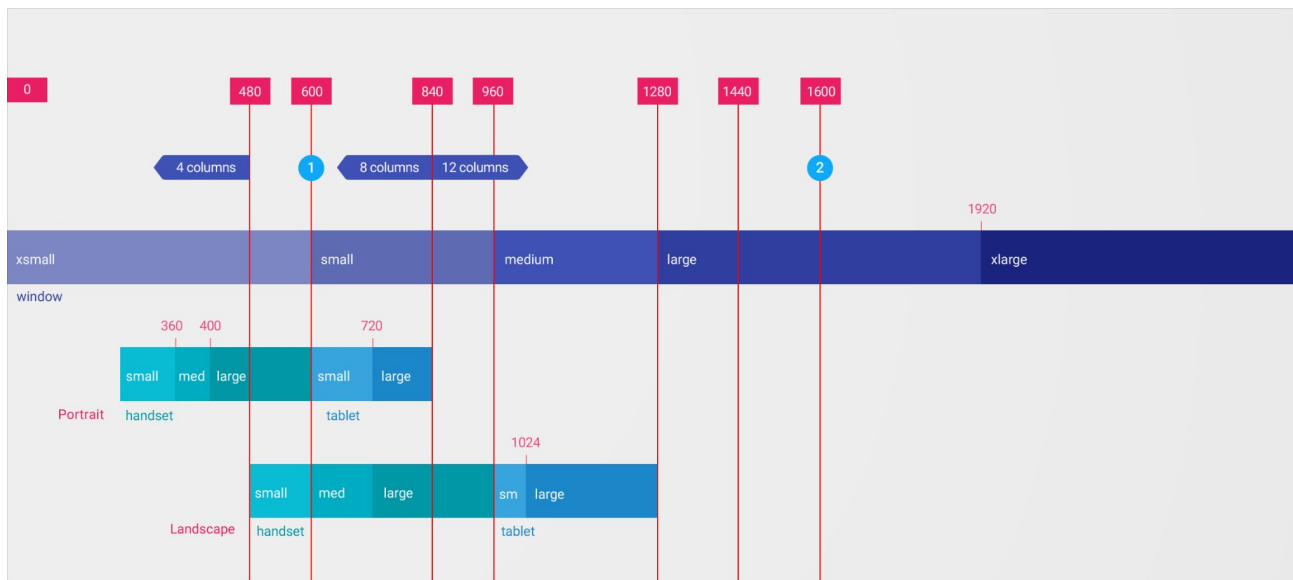 0 480 600 840 960 1280 1440 1600
4 columns 1 8 columns 12 columns 2
1920
xsmall small medium large xlarge
window
360 400 720
small med large small large
Portrait handset tablet
1024
small med large sm large
Landscape handset tablet